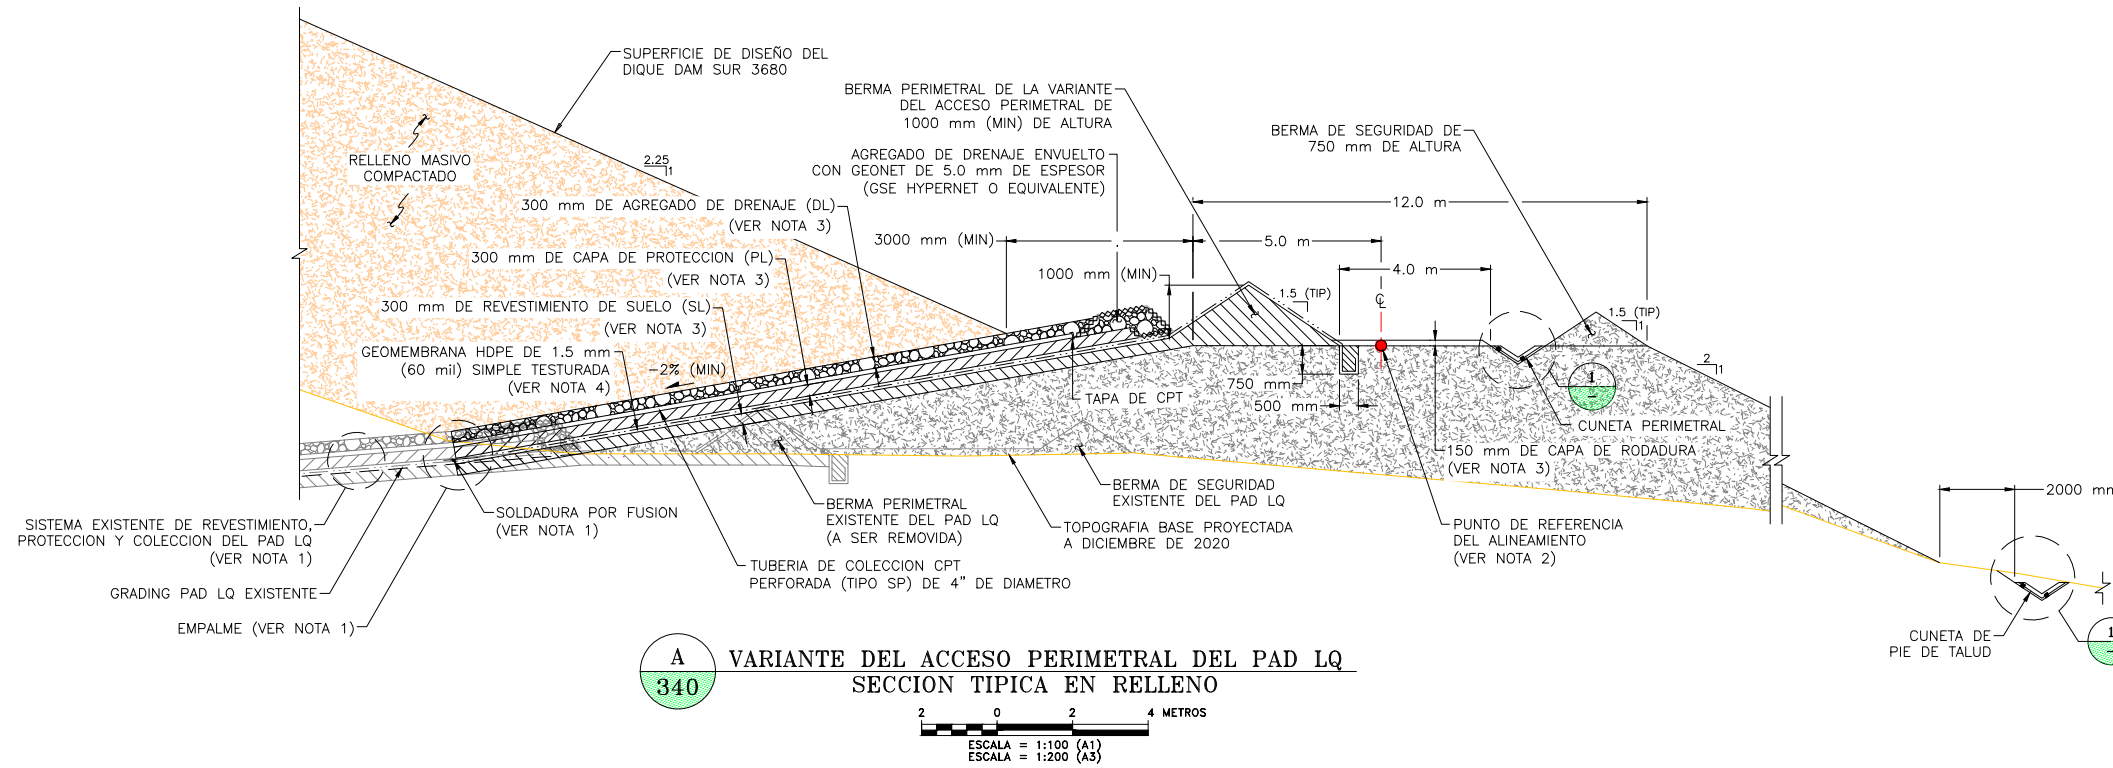 SUPERFICIE DE DISEÑO DEL
DIQUE DAM SUR 3680
BERMA PERIMETRAL DE LA VARIANTE
DEL ACCESO PERIMETRAL DE
1000 mm (MIN) DE ALTURA
BERMA DE SEGURIDAD DE
750 mm DE ALTURA
RELLENO MASIVO
COMPACTADO
2.25
1
AGREGADO DE DRENAJE ENVUELTO
CON GEONET DE 5.0 mm DE ESPESOR
(GSE HYPERNET O EQUIVALENTE)
300 mm DE AGREGADO DE DRENAJE (DL)
(VER NOTA 3)
12.0 m
3000 mm (MIN)
5.0 m
300 mm DE CAPA DE PROTECCION (PL)
(VER NOTA 3)
1000 mm (MIN)
4.0 m
300 mm DE REVESTIMIENTO DE SUELO (SL)
(VER NOTA 3)
1.5 (TIP)
1
CL
1.5 (TIP)
1
GEOMEMBRANA HDPE DE 1.5 mm
(60 mil) SIMPLE TESTURADA
(VER NOTA 4)
-2% (MIN)
2
1
750 mm
500 mm
TAPA DE CPT
1
-
CUNETA PERIMETRAL
150 mm DE CAPA DE RODADURA
(VER NOTA 3)
SOLDADURA POR FUSION
(VER NOTA 1)
BERMA PERIMETRAL
EXISTENTE DEL PAD LQ
(A SER REMOVIDA)
BERMA DE SEGURIDAD
EXISTENTE DEL PAD LQ
2000 mm
SISTEMA EXISTENTE DE REVESTIMIENTO,
PROTECCION Y COLECCION DEL PAD LQ
(VER NOTA 1)
TOPOGRAFIA BASE PROYECTADA
A DICIEMBRE DE 2020
PUNTO DE REFERENCIA
DEL ALINEAMIENTO
(VER NOTA 2)
TUBERIA DE COLECCION CPT
PERFORADA (TIPO SP) DE 4" DE DIAMETRO
GRADING PAD LQ EXISTENTE
EMPALME (VER NOTA 1)
CUNETA DE
PIE DE TALUD
1
-
A
340
VARIANTE DEL ACCESO PERIMETRAL DEL PAD LQ
SECCION TIPICA EN RELLENO
2 0 2 4 METROS
ESCALA = 1:100 (A1)
ESCALA = 1:200 (A3)